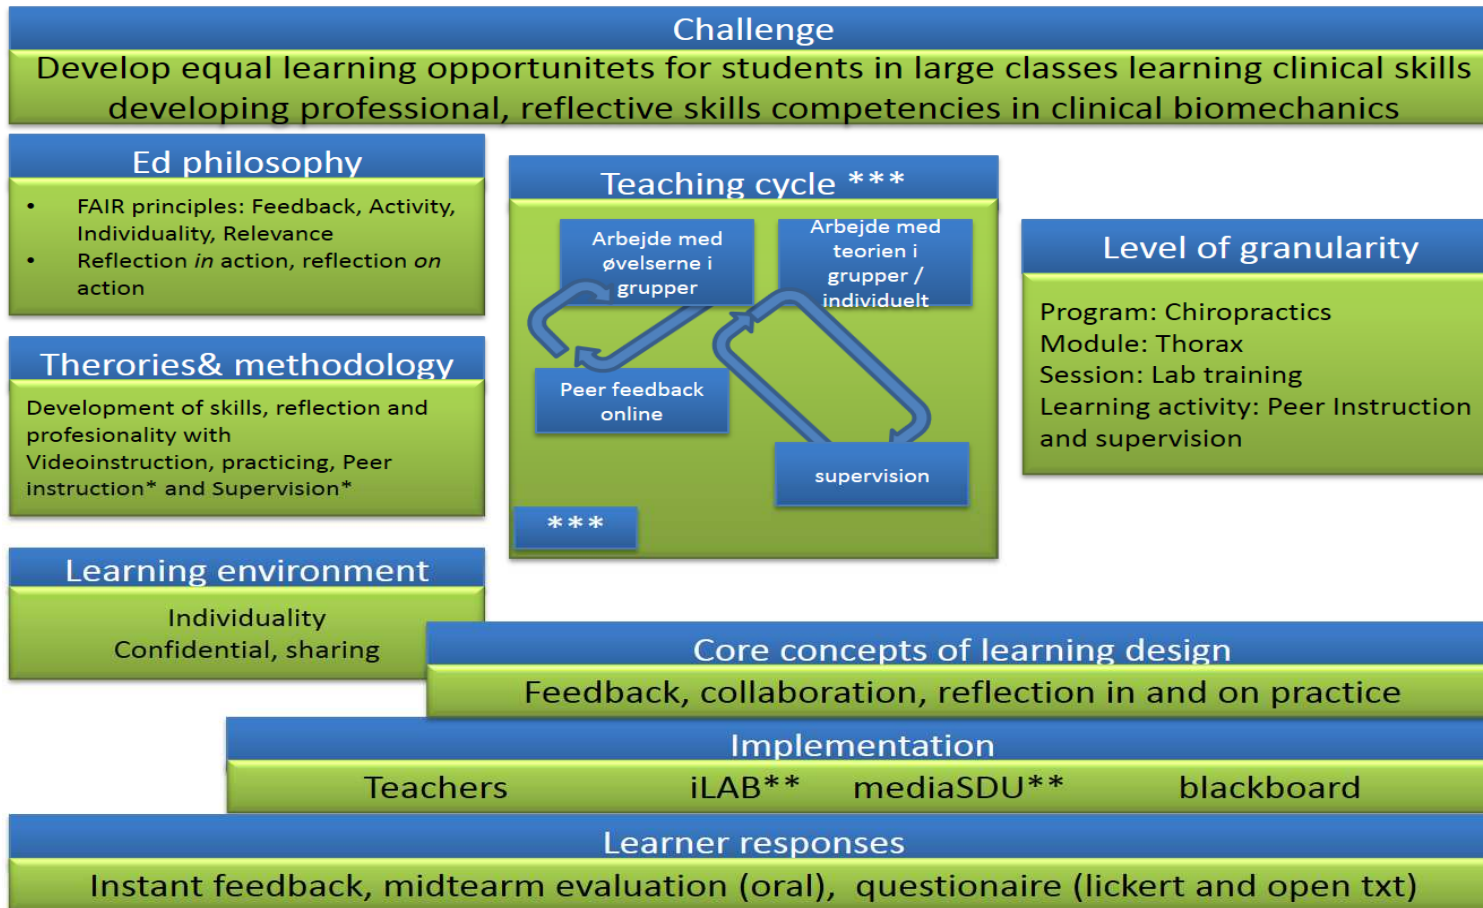 Challenge
Develop equal learning opportunitets for students in large classes learning clinical skills
developing professional, reflective skills competencies in clinical biomechanics
Ed philosophy
• FAIR principles: Feedback, Activity,
Individuality, Relevance
• Reflection in action, reflection on
action
Therories& methodology
Development of skills, reflection and
profesionality with
Videoinstruction, practicing, Peer
instruction* and Supervision*
Learning environment
Individuality
Confidential, sharing
Teaching cycle ***
Arbejde med
øvelserne i
grupper
Arbejde med
teorien i
grupper /
individuelt
Peer feedback
online
supervision
***
Level of granularity
Program: Chiropractics
Module: Thorax
Session: Lab training
Learning activity: Peer Instruction
and supervision
Core concepts of learning design
Feedback, collaboration, reflection in and on practice
Implementation
Teachers iLAB** mediaSDU** blackboard
Learner responses
Instant feedback, midtearm evaluation (oral), questionaire (lickert and open txt)